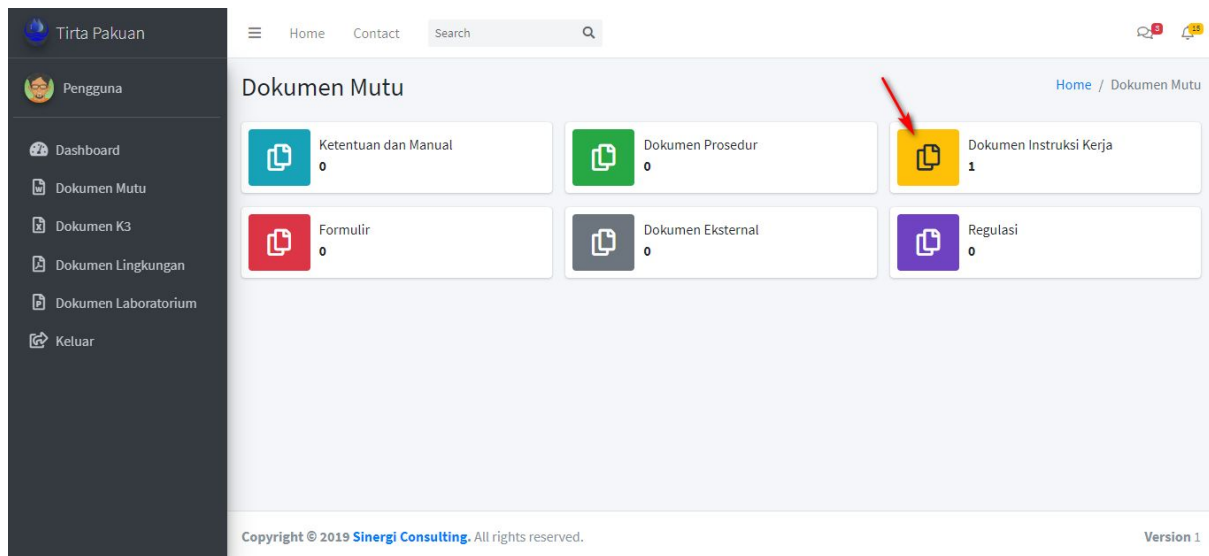 Tirta Pakuan
Home Contact Search
3 15
Pengguna
Dashboard
Dokumen Mutu
Dokumen K3
Dokumen Lingkungan
Dokumen Laboratorium
Keluar
Dokumen Mutu
Home / Dokumen Mutu
Ketentuan dan Manual
0
Dokumen Prosedur
0
Dokumen Instruksi Kerja
1
Formulir
0
Dokumen Eksternal
0
Regulasi
0
Copyright © 2019 Sinergi Consulting. All rights reserved.
Version 1